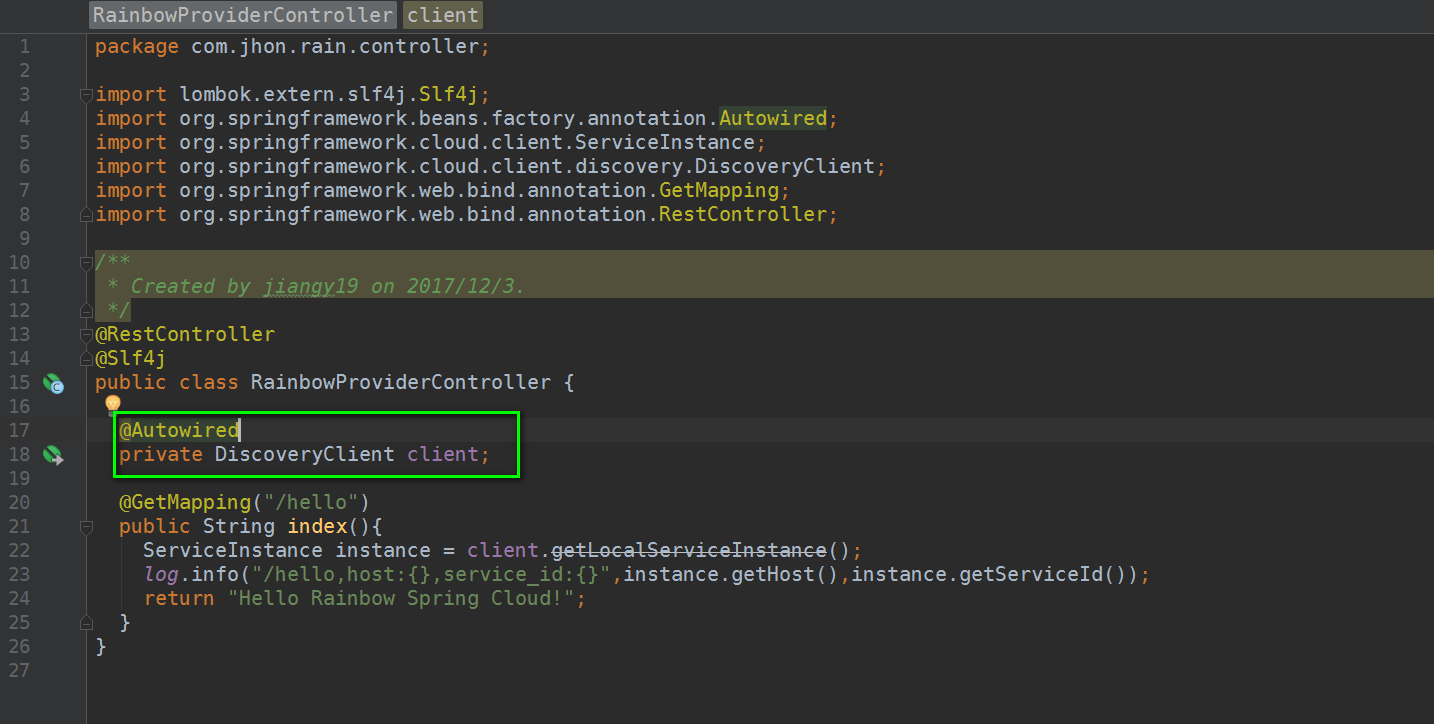 RainbowProviderController client
1 package com.jhon.rain.controller;
2
3 import lombok.extern.slf4j.Slf4j;
4 import org.springframework.beans.factory.annotation.Autowired;
5 import org.springframework.cloud.client.ServiceInstance;
6 import org.springframework.cloud.client.discovery.DiscoveryClient;
7 import org.springframework.web.bind.annotation.GetMapping;
8 import org.springframework.web.bind.annotation.RestController;
9
10 /**
11  * Created by jiangy19 on 2017/12/3.
12  */
13 @RestController
14 @Slf4j
15 public class RainbowProviderController {
16
17   @Autowired
18   private DiscoveryClient client;
19
20   @GetMapping("/hello")
21   public String index(){
22     ServiceInstance instance = client.getLocalServiceInstance();
23     log.info("/hello,host:{},service_id:{}",instance.getHost(),instance.getServiceId());
24     return "Hello Rainbow Spring Cloud!";
25   }
26 }
27